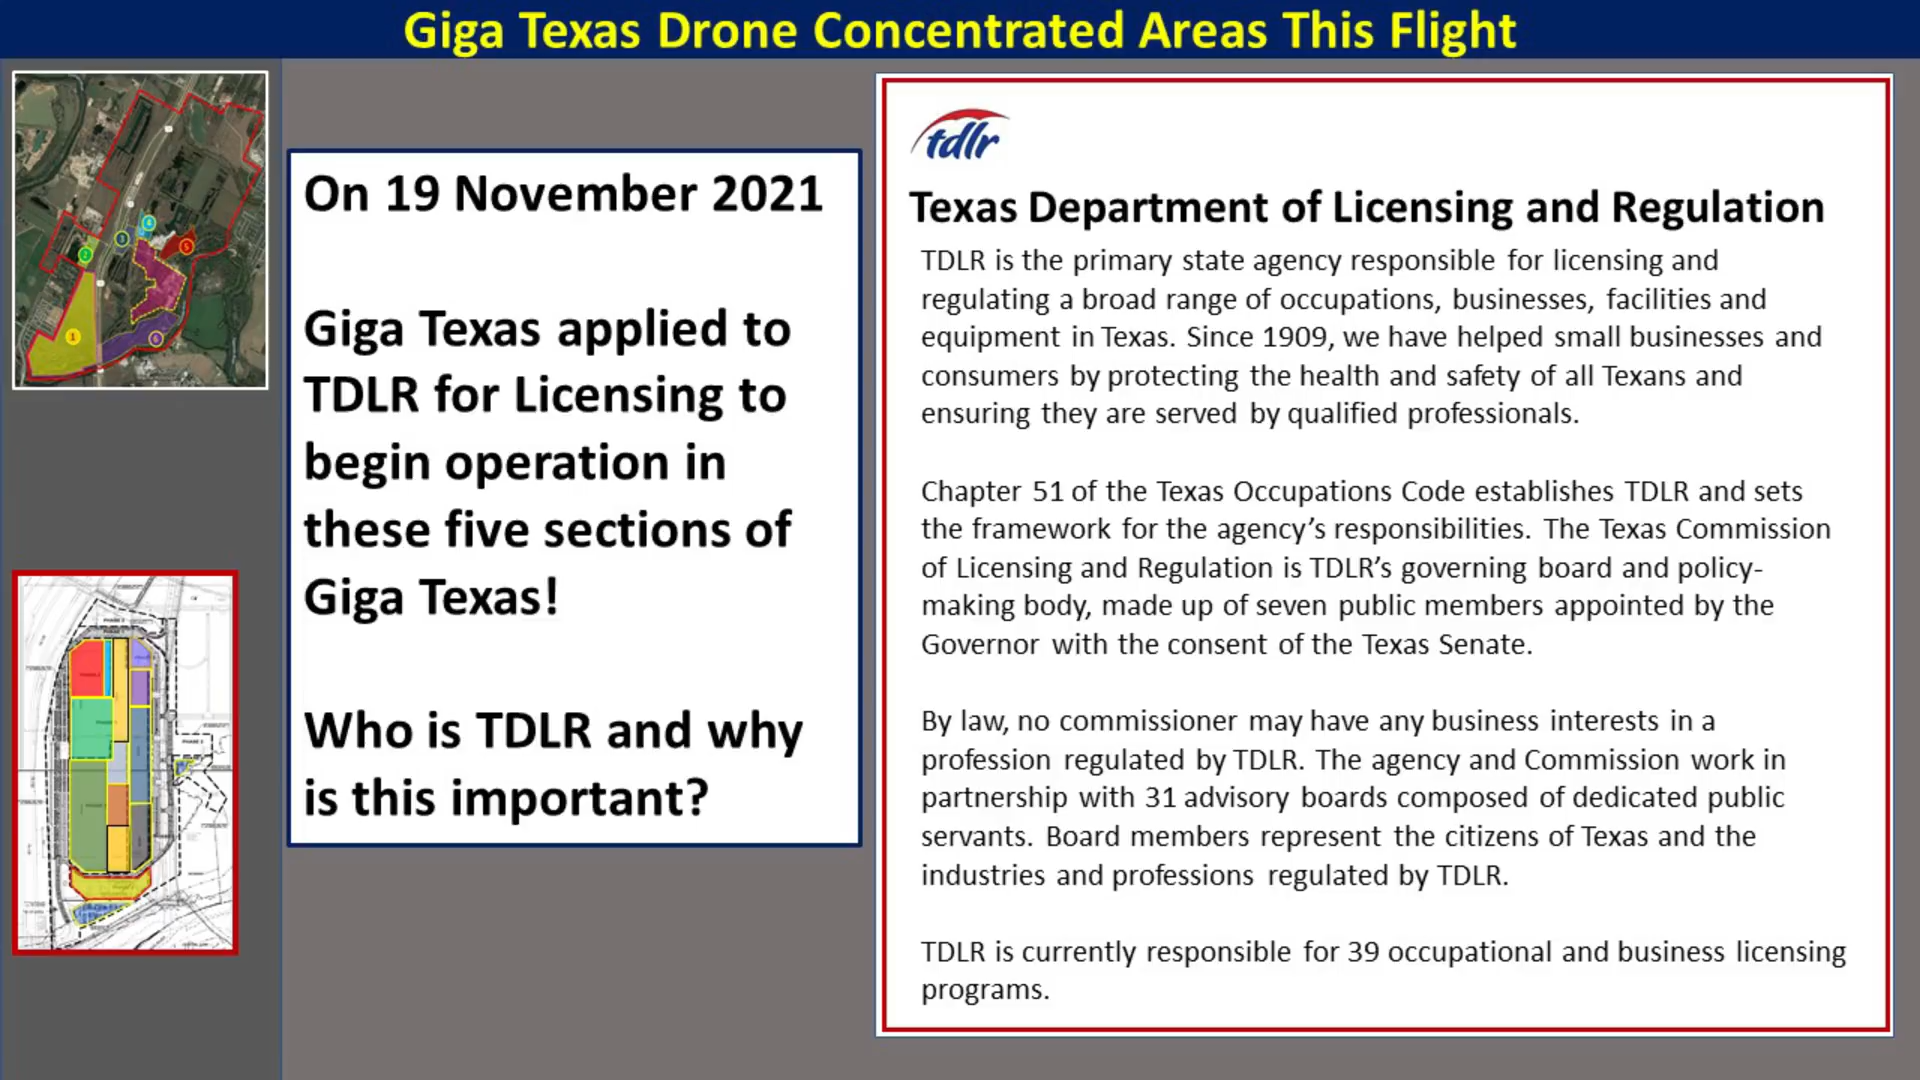 Giga Texas Drone Concentrated Areas This Flight
On 19 November 2021
Giga Texas applied to
TDLR for Licensing to
begin operation in
these five sections of
Giga Texas!
Who is TDLR and why
is this important?
tdlr
Texas Department of Licensing and Regulation
TDLR is the primary state agency responsible for licensing and
regulating a broad range of occupations, businesses, facilities and
equipment in Texas. Since 1909, we have helped small businesses and
consumers by protecting the health and safety of all Texans and
ensuring they are served by qualified professionals.
Chapter 51 of the Texas Occupations Code establishes TDLR and sets
the framework for the agency’s responsibilities. The Texas Commission
of Licensing and Regulation is TDLR’s governing board and policy-
making body, made up of seven public members appointed by the
Governor with the consent of the Texas Senate.
By law, no commissioner may have any business interests in a
profession regulated by TDLR. The agency and Commission work in
partnership with 31 advisory boards composed of dedicated public
servants. Board members represent the citizens of Texas and the
industries and professions regulated by TDLR.
TDLR is currently responsible for 39 occupational and business licensing
programs.
4
3
5
2
1
6